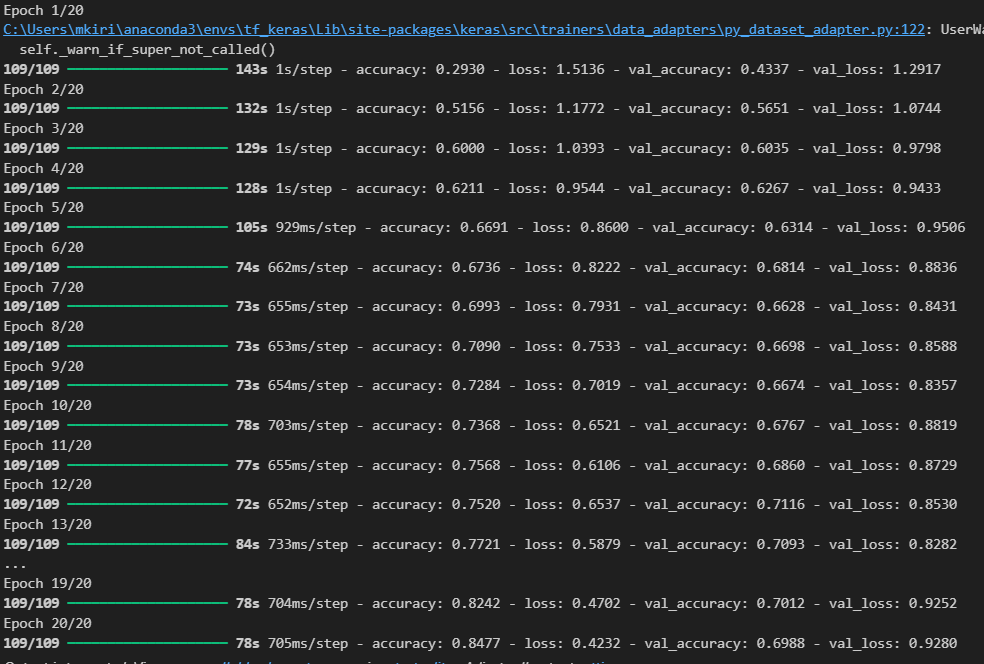 Epoch 1/20
C:\Users\mkiri\anaconda3\envs\tf_keras\Lib\site-packages\keras\src\trainers\data_adapters\py_dataset_adapter.py:122: UserWa
self._warn_if_super_not_called()
109/109 143s 1s/step - accuracy: 0.2930 - loss: 1.5136 - val_accuracy: 0.4337 - val_loss: 1.2917
Epoch 2/20
109/109 132s 1s/step - accuracy: 0.5156 - loss: 1.1772 - val_accuracy: 0.5651 - val_loss: 1.0744
Epoch 3/20
109/109 129s 1s/step - accuracy: 0.6000 - loss: 1.0393 - val_accuracy: 0.6035 - val_loss: 0.9798
Epoch 4/20
109/109 128s 1s/step - accuracy: 0.6211 - loss: 0.9544 - val_accuracy: 0.6267 - val_loss: 0.9433
Epoch 5/20
109/109 105s 929ms/step - accuracy: 0.6691 - loss: 0.8600 - val_accuracy: 0.6314 - val_loss: 0.9506
Epoch 6/20
109/109 74s 662ms/step - accuracy: 0.6736 - loss: 0.8222 - val_accuracy: 0.6814 - val_loss: 0.8836
Epoch 7/20
109/109 73s 655ms/step - accuracy: 0.6993 - loss: 0.7931 - val_accuracy: 0.6628 - val_loss: 0.8431
Epoch 8/20
109/109 73s 653ms/step - accuracy: 0.7090 - loss: 0.7533 - val_accuracy: 0.6698 - val_loss: 0.8588
Epoch 9/20
109/109 73s 654ms/step - accuracy: 0.7284 - loss: 0.7019 - val_accuracy: 0.6674 - val_loss: 0.8357
Epoch 10/20
109/109 78s 703ms/step - accuracy: 0.7368 - loss: 0.6521 - val_accuracy: 0.6767 - val_loss: 0.8819
Epoch 11/20
109/109 77s 655ms/step - accuracy: 0.7568 - loss: 0.6106 - val_accuracy: 0.6860 - val_loss: 0.8729
Epoch 12/20
109/109 72s 652ms/step - accuracy: 0.7520 - loss: 0.6537 - val_accuracy: 0.7116 - val_loss: 0.8530
Epoch 13/20
109/109 84s 733ms/step - accuracy: 0.7721 - loss: 0.5879 - val_accuracy: 0.7093 - val_loss: 0.8282
...
Epoch 19/20
109/109 78s 704ms/step - accuracy: 0.8242 - loss: 0.4702 - val_accuracy: 0.7012 - val_loss: 0.9252
Epoch 20/20
109/109 78s 705ms/step - accuracy: 0.8477 - loss: 0.4232 - val_accuracy: 0.6988 - val_loss: 0.9280